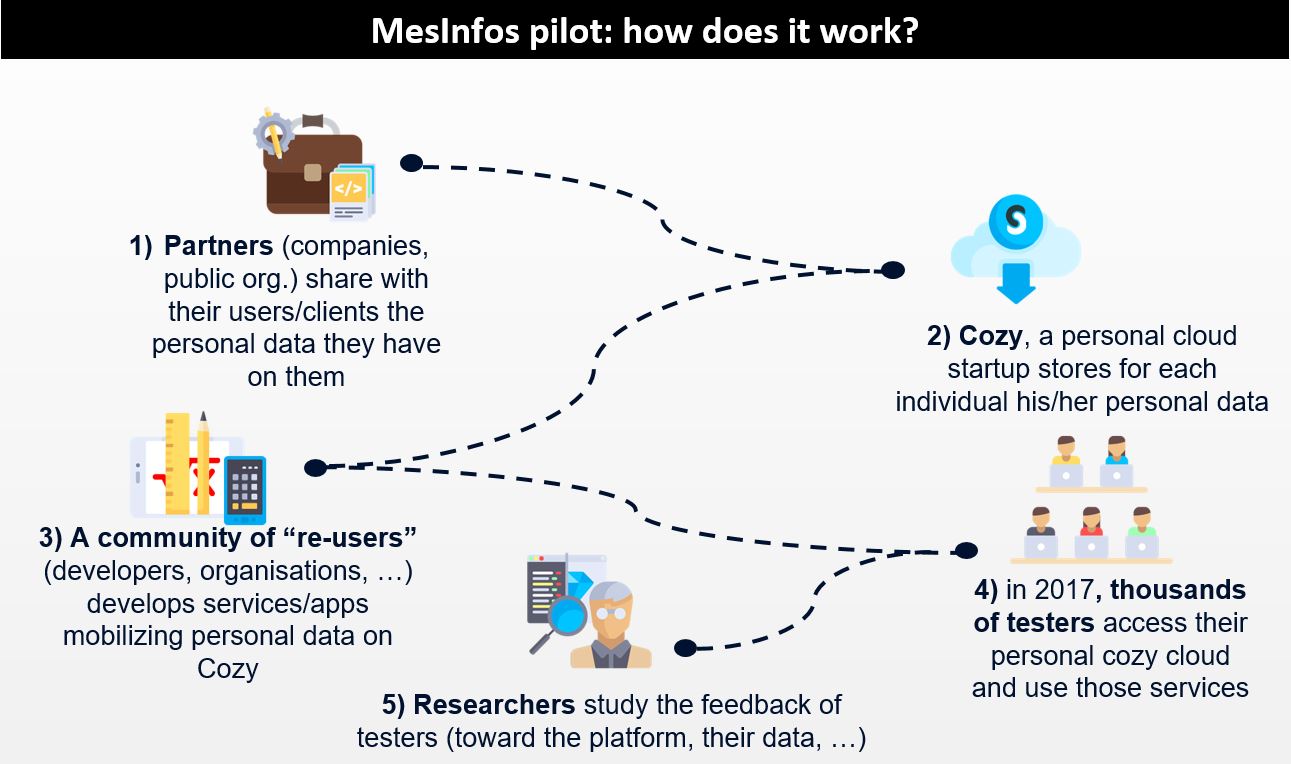 MesInfos pilot: how does it work?
1) Partners (companies,
public org.) share with
their users/clients the
personal data they have
on them
</>
S
2) Cozy, a personal cloud
startup stores for each
individual his/her personal data
3) A community of “re-users”
(developers, organisations, …)
develops services/apps
mobilizing personal data on
Cozy
4) in 2017, thousands
of testers access their
personal cozy cloud
and use those services
5) Researchers study the feedback of
testers (toward the platform, their data, …)